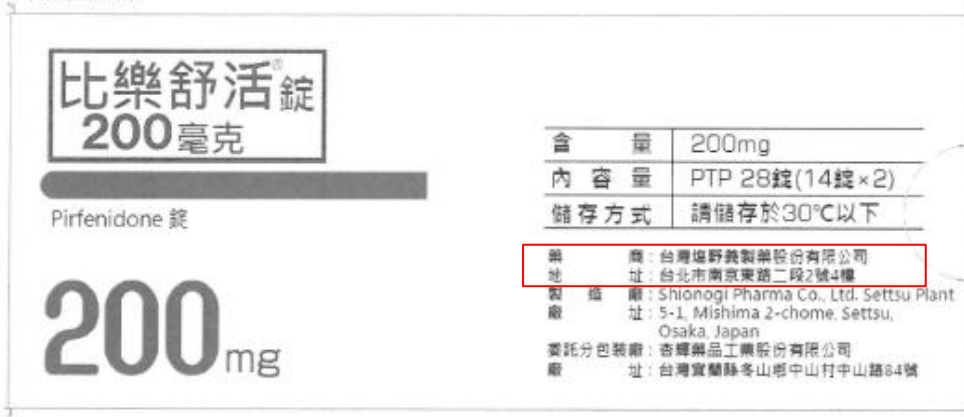 比樂舒活®錠
200毫克
Pirfenidone 錠
200mg
含量 200mg
內容量 PTP 28錠(14錠×2)
儲存方式 請儲存於30℃以下
藥商：台灣塩野義製藥股份有限公司
地址：台北市南京東路二段2號4樓
製造廠：Shionogi Pharma Co., Ltd. Settsu Plant
廠址：5-1, Mishima 2-chome, Settsu,
Osaka, Japan
委託分包裝廠：杏輝藥品工業股份有限公司
廠址：台灣宜蘭縣冬山鄉中山村中山路84號